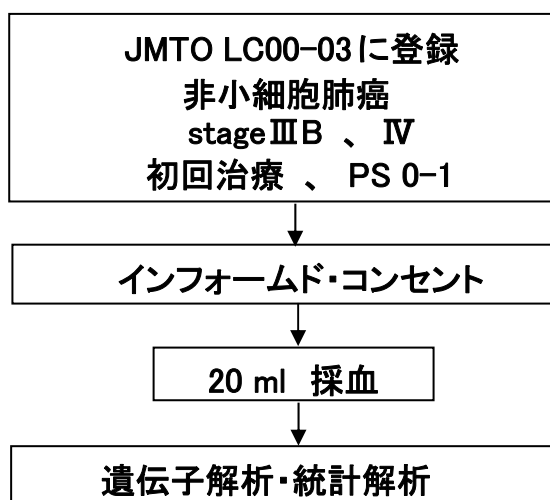 JMTO LC00-03に登録
非小細胞肺癌
stageⅢB 、 Ⅳ
初回治療 、 PS 0-1
インフォームド・コンセント
20 ml 採血
遺伝子解析・統計解析